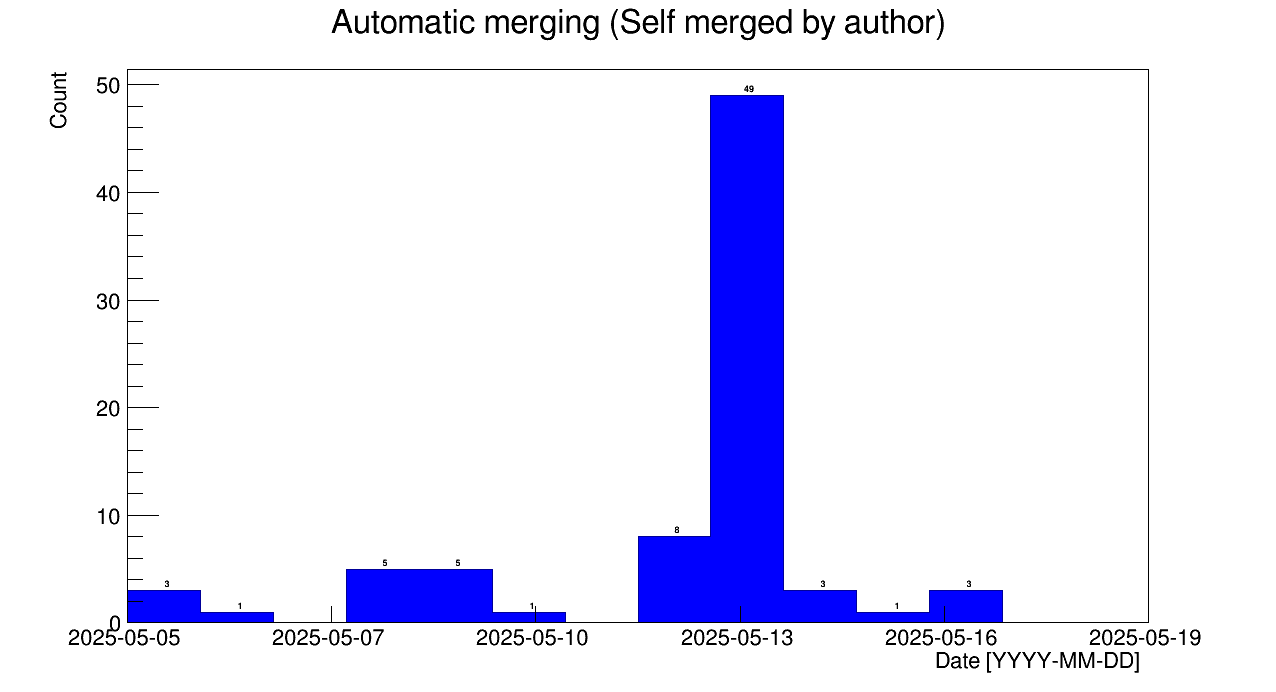 Automatic merging (Self merged by author)
Count
50
40
30
20
10
0
49
8
5 5
3 3 3
1 1 1
2025-05-05 2025-05-07 2025-05-10 2025-05-13 2025-05-16 2025-05-19
Date [YYYY-MM-DD]